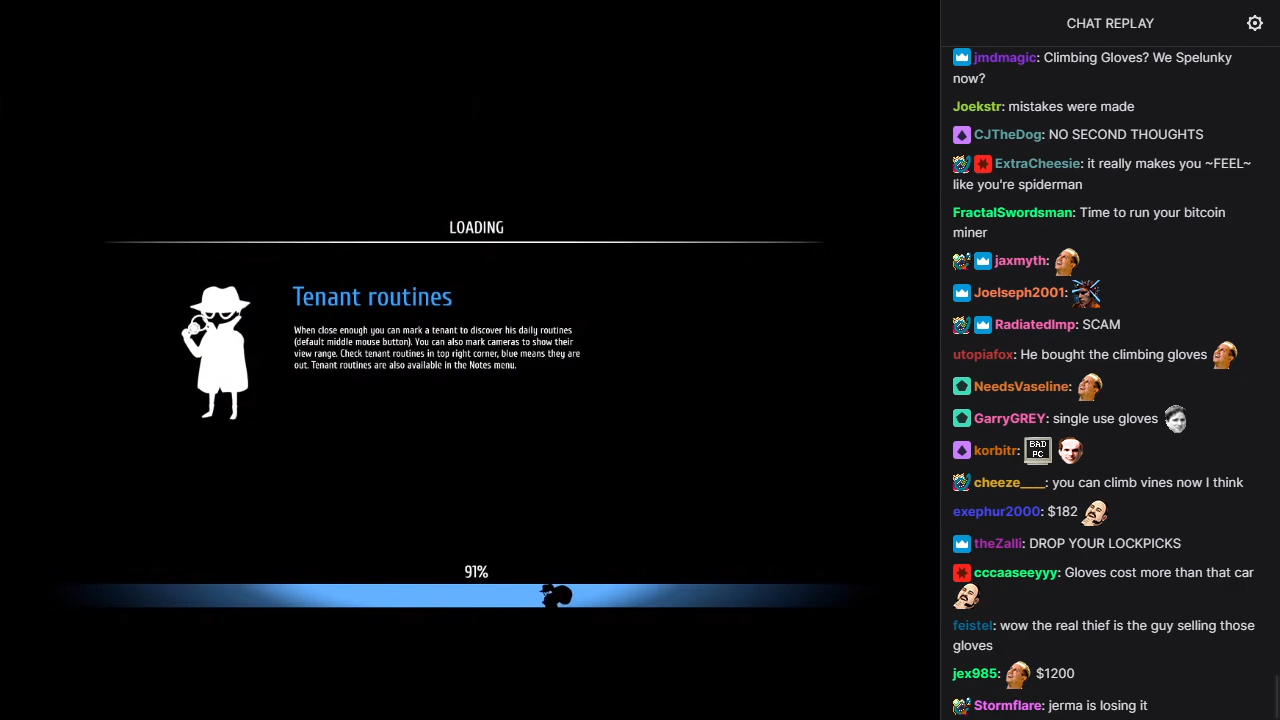 LOADING
Tenant routines
When close enough you can mark a tenant to discover his daily routines
(default middle mouse button). You can also mark cameras to show their
view range. Check tenant routines in top right corner, blue means they are
out. Tenant routines are also available in the Notes menu.
91%
CHAT REPLAY
jmdmagic: Climbing Gloves? We Spelunky
now?
Joekstr: mistakes were made
CJTheDog: NO SECOND THOUGHTS
ExtraCheesie: it really makes you ~FEEL~
like you're spiderman
FractalSwordsman: Time to run your bitcoin
miner
jaxmyth:
Joelseph2001:
RadiatedImp: SCAM
utopiafox: He bought the climbing gloves
NeedsVaseline:
GarryGREY: single use gloves
korbitr: BAD PC
cheeze____: you can climb vines now I think
exephur2000: $182
theZalli: DROP YOUR LOCKPICKS
cccaaseeyyy: Gloves cost more than that car
feistel: wow the real thief is the guy selling those
gloves
jex985: $1200
Stormflare: jerma is losing it